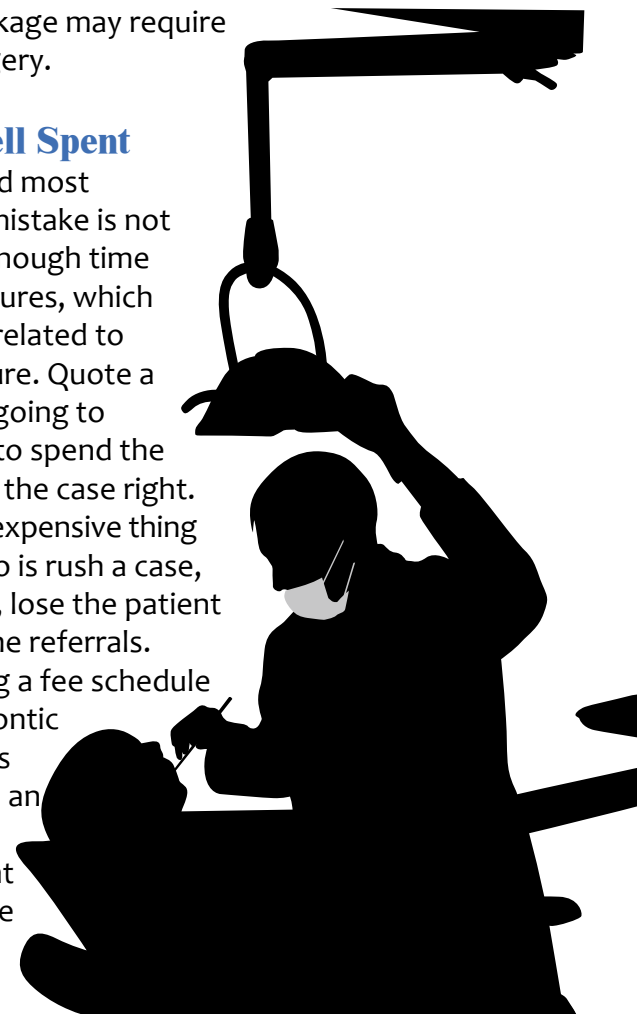 kage may require
gery.
ell Spent
d most
mistake is not
nough time
ures, which
related to
ure. Quote a
going to
to spend the
the case right.
expensive thing
o is rush a case,
, lose the patient
ne referrals.
g a fee schedule
ontic
s
an
nt
e